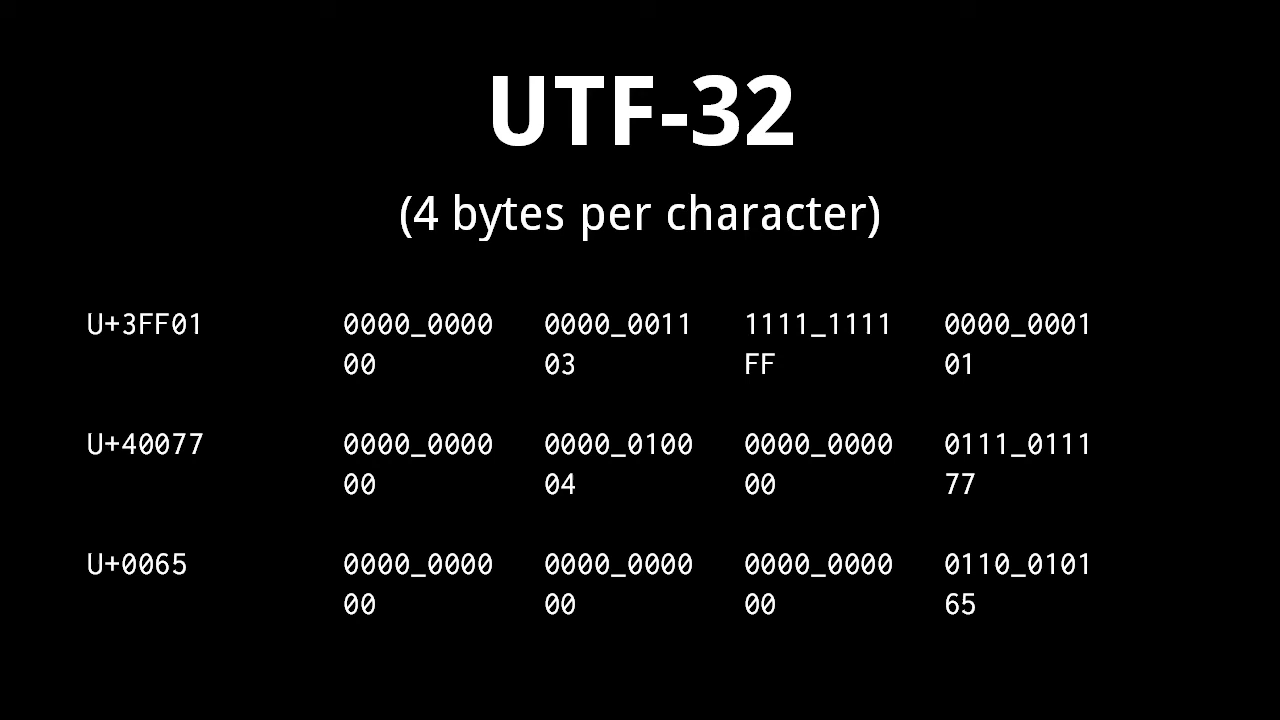 UTF-32
(4 bytes per character)
U+3FF01 0000_0000 0000_0011 1111_1111 0000_0001
00 03 FF 01
U+40077 0000_0000 0000_0100 0000_0000 0111_0111
00 04 00 77
U+0065 0000_0000 0000_0000 0000_0000 0110_0101
00 00 00 65